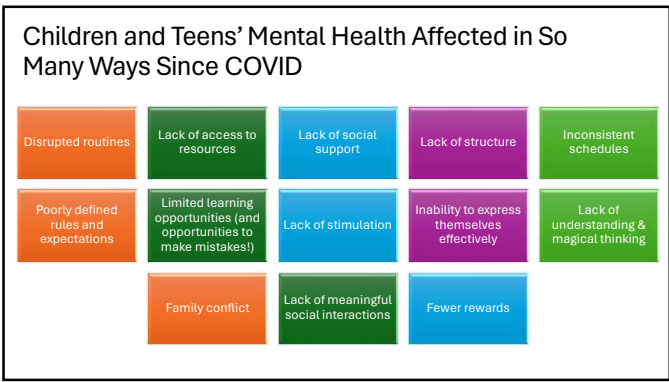 Children and Teens' Mental Health Affected in So
Many Ways Since COVID
Disrupted routines
Lack of access to
resources
Lack of social
support
Lack of structure
Inconsistent
schedules
Poorly defined
rules and
expectations
Limited learning
opportunities (and
opportunities to
make mistakes!)
Lack of stimulation
Inability to express
themselves
effectively
Lack of
understanding &
magical thinking
Family conflict
Lack of meaningful
social interactions
Fewer rewards